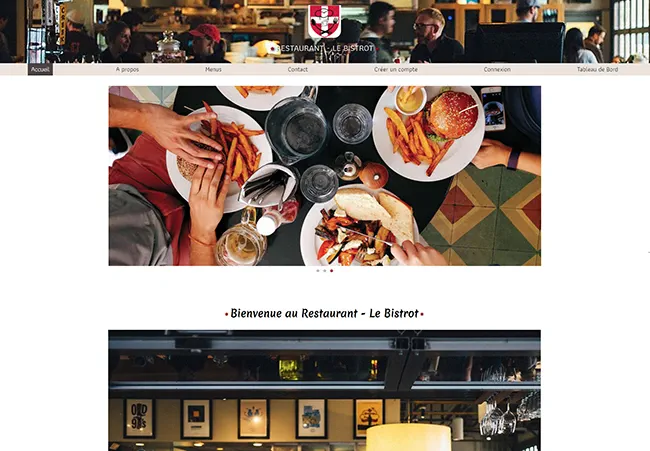 RESTAURANT - LE BISTROT
Accueil A propos Menus Contact Créer un compte Connexion Tableau de Bord
• Bienvenue au Restaurant - Le Bistrot •
OLD